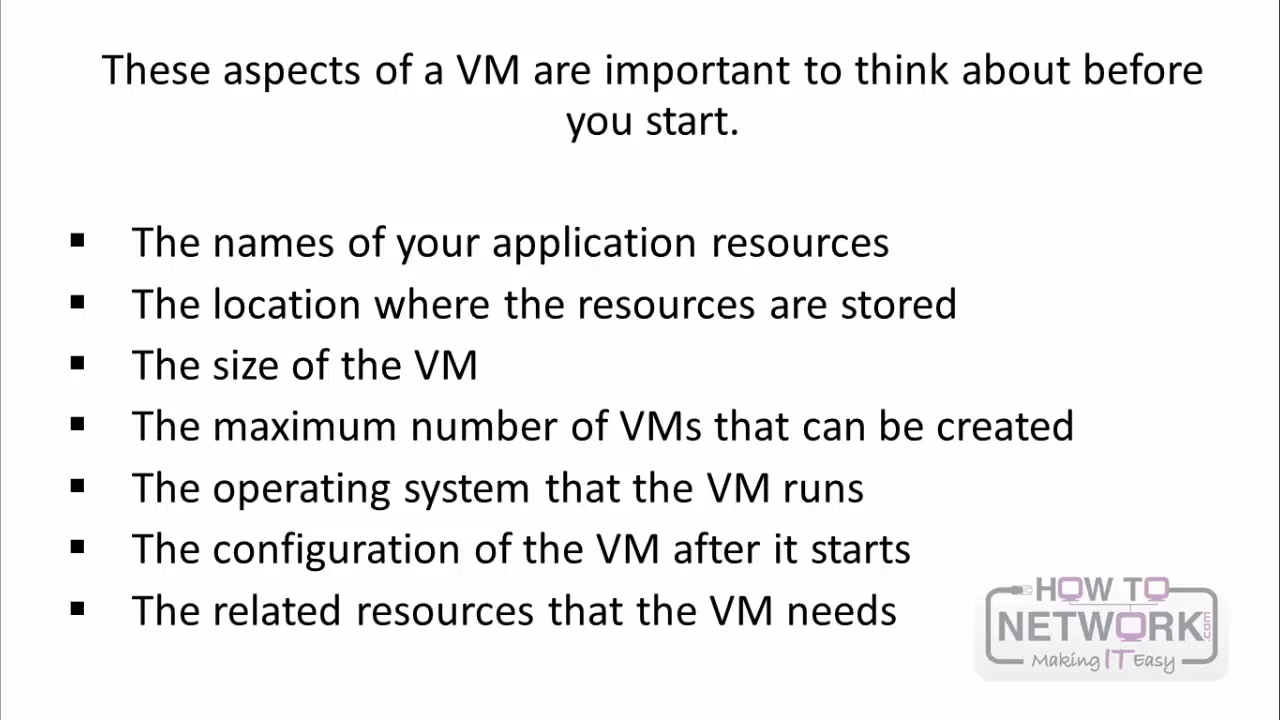 These aspects of a VM are important to think about before
you start.
▪ The names of your application resources
▪ The location where the resources are stored
▪ The size of the VM
▪ The maximum number of VMs that can be created
▪ The operating system that the VM runs
▪ The configuration of the VM after it starts
▪ The related resources that the VM needs
HOW TO
NETWORK.com
Making IT Easy